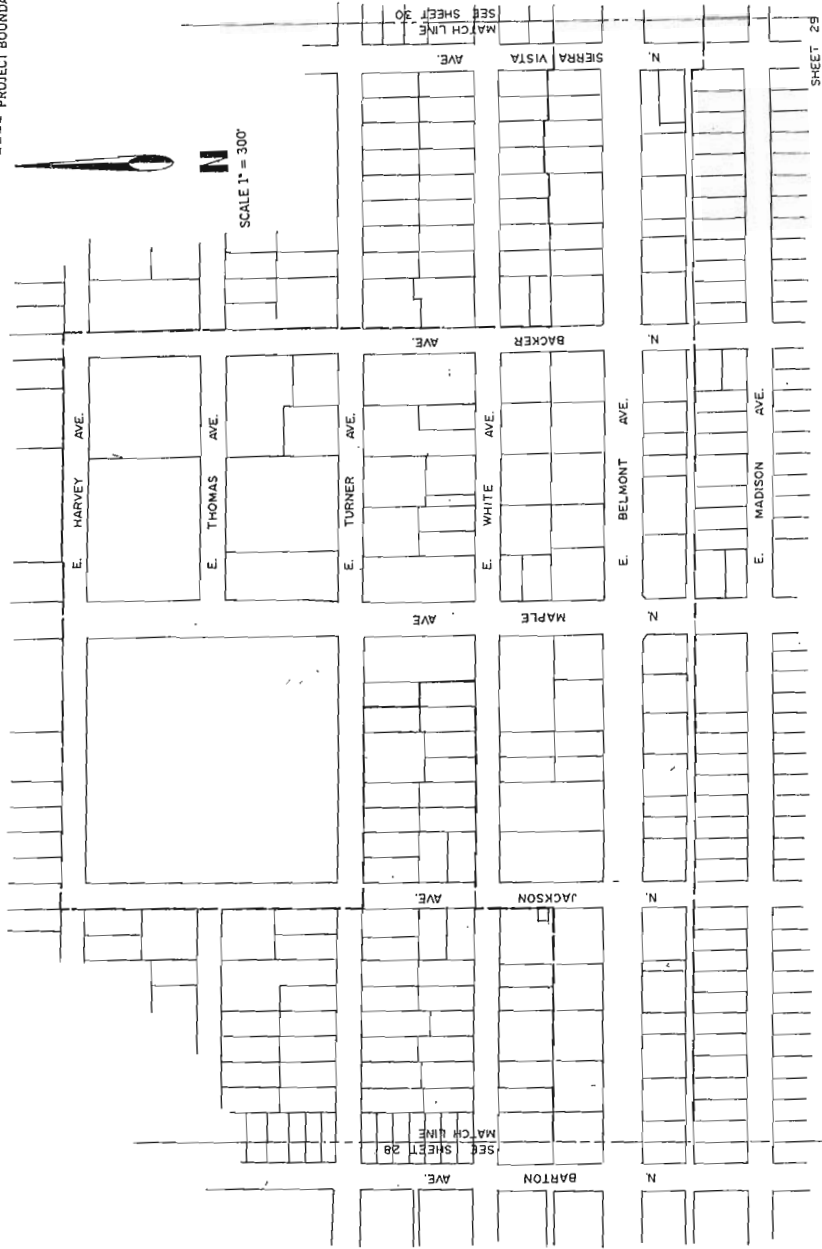 PROJECT BOUNDA
N
SCALE 1" = 300'
E. HARVEY AVE.
E. THOMAS AVE.
E. TURNER AVE.
E. WHITE AVE.
E. BELMONT AVE.
E. MADISON AVE.
N. SIERRA VISTA AVE.
N. BACKER AVE.
N. MAPLE AVE
N. JACKSON AVE.
N. BARTON AVE.
MATCH LINE
SEE SHEET 30
SEE SHEET 28
MATCH LINE
SHEET 29